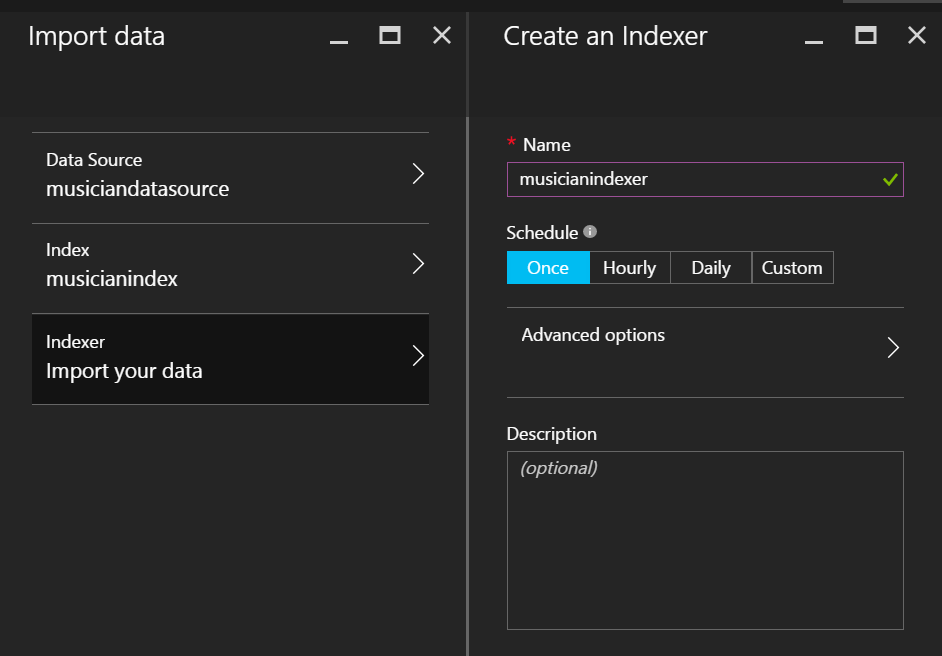 Import data
Data Source
musiciandatasource
Index
musicianindex
Indexer
Import your data
Create an Indexer
* Name
musicianindexer
Schedule
Once Hourly Daily Custom
Advanced options
Description
(optional)